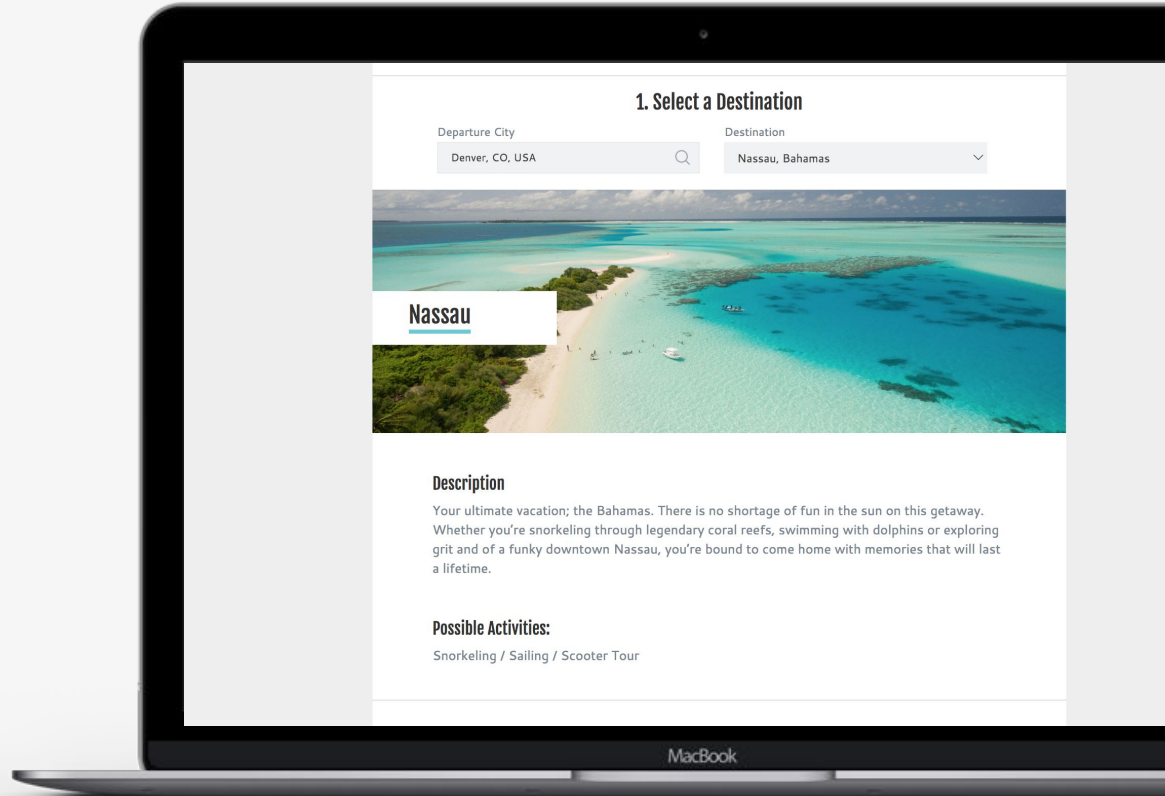 1. Select a Destination
Departure City
Destination
Denver, CO, USA
Nassau, Bahamas
Nassau
Description
Your ultimate vacation; the Bahamas. There is no shortage of fun in the sun on this getaway.
Whether you're snorkeling through legendary coral reefs, swimming with dolphins or exploring
grit and of a funky downtown Nassau, you're bound to come home with memories that will last
a lifetime.
Possible Activities:
Snorkeling / Sailing / Scooter Tour
MacBook